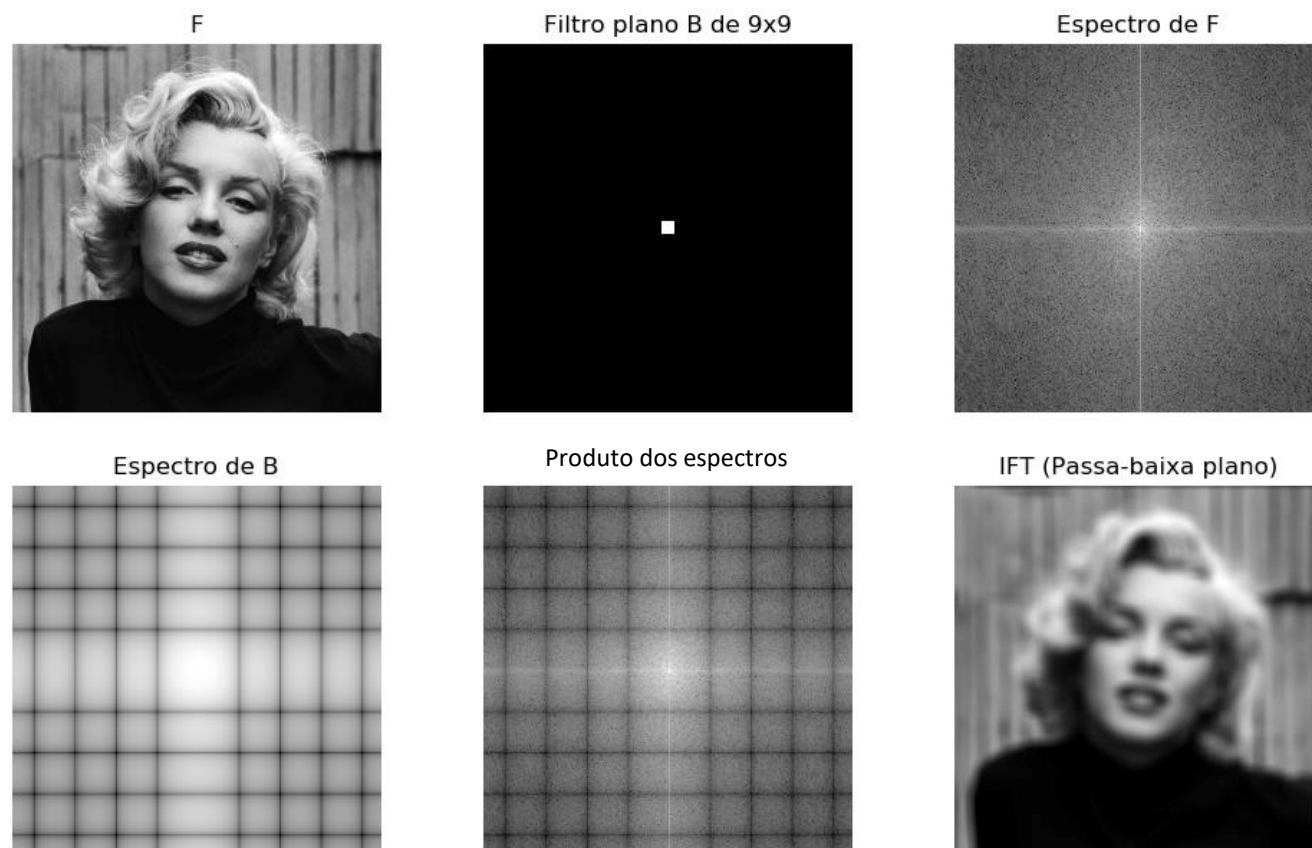 F
Filtro plano B de 9x9
Espectro de F
Espectro de B
Produto dos espectros
IFT (Passa-baixa plano)